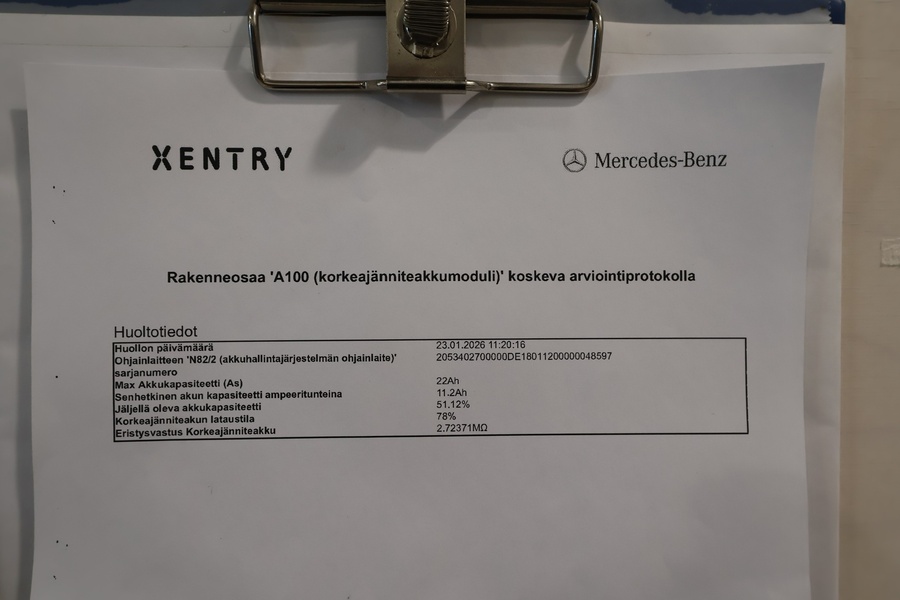 XENTRY
Mercedes-Benz
Rakenneosaa 'A100 (korkeajänniteakkumoduli)' koskeva arviointiprotokolla
Huoltotiedot
Huollon päivämäärä 23.01.2026 11:20:16
Ohjainlaitteen 'N82/2 (akkuhallintajärjestelmän ohjainlaite)' 2053402700000DE18011200000048597
sarjanumero
Max Akkukapasiteetti (As) 22Ah
Senhetkinen akun kapasiteetti ampeeritunteina 11.2Ah
Jäljellä oleva akkukapasiteetti 51.12%
Korkeajänniteakun lataustila 78%
Eristysvastus Korkeajänniteakku 2.72371MΩ